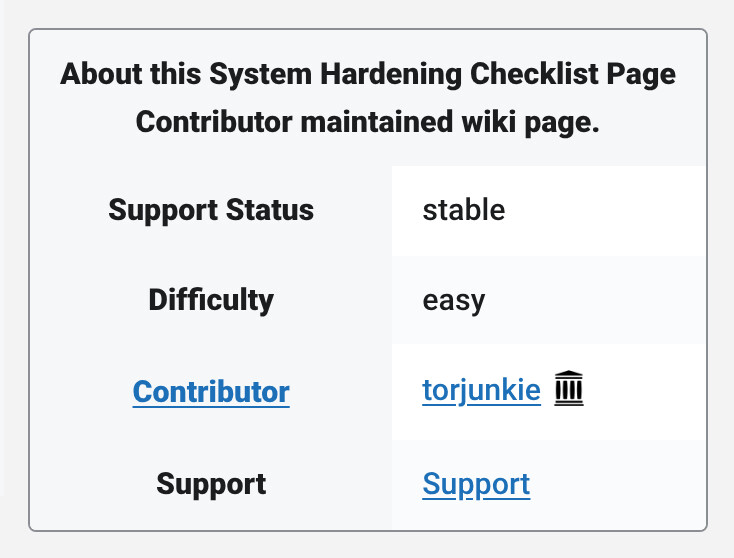 About this System Hardening Checklist Page
Contributor maintained wiki page.
Support Status stable
Difficulty easy
Contributor torjunkie
Support Support